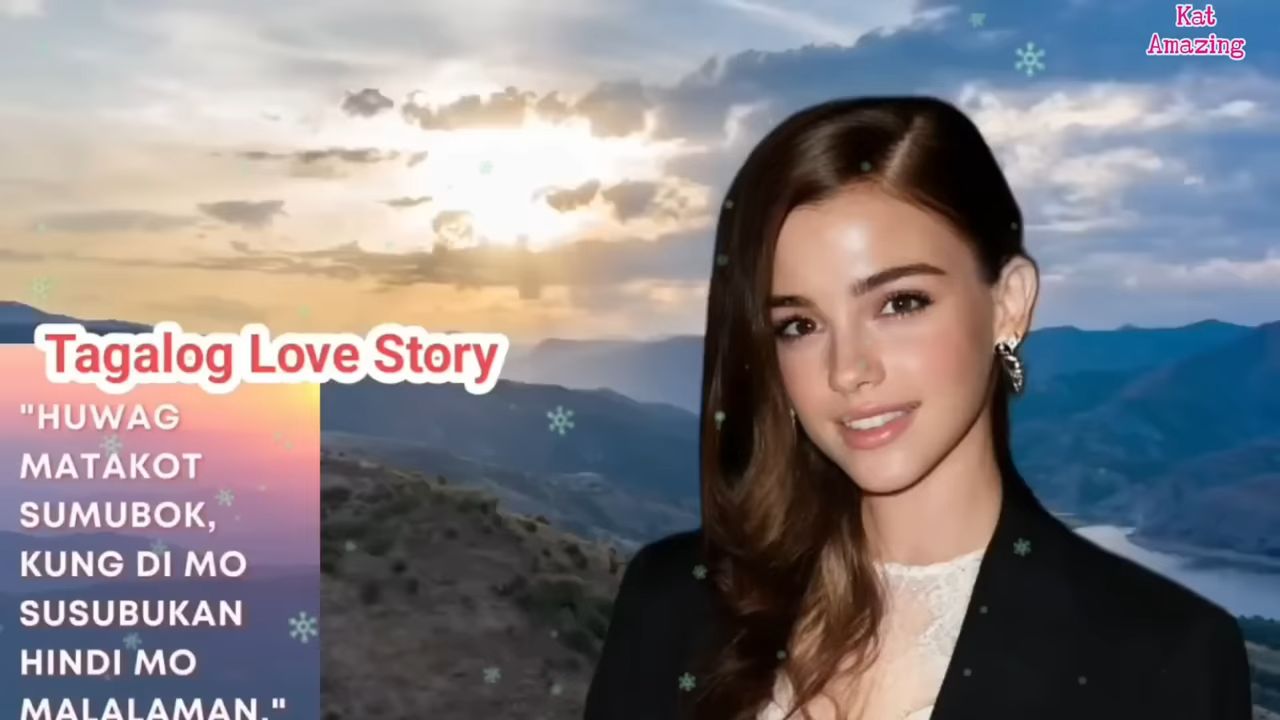 Kat
Amazing
Tagalog Love Story
"HUWAG
MATAKOT
SUMUBOK,
KUNG DI MO
SUSUBUKAN
HINDI MO
MALALAMAN."